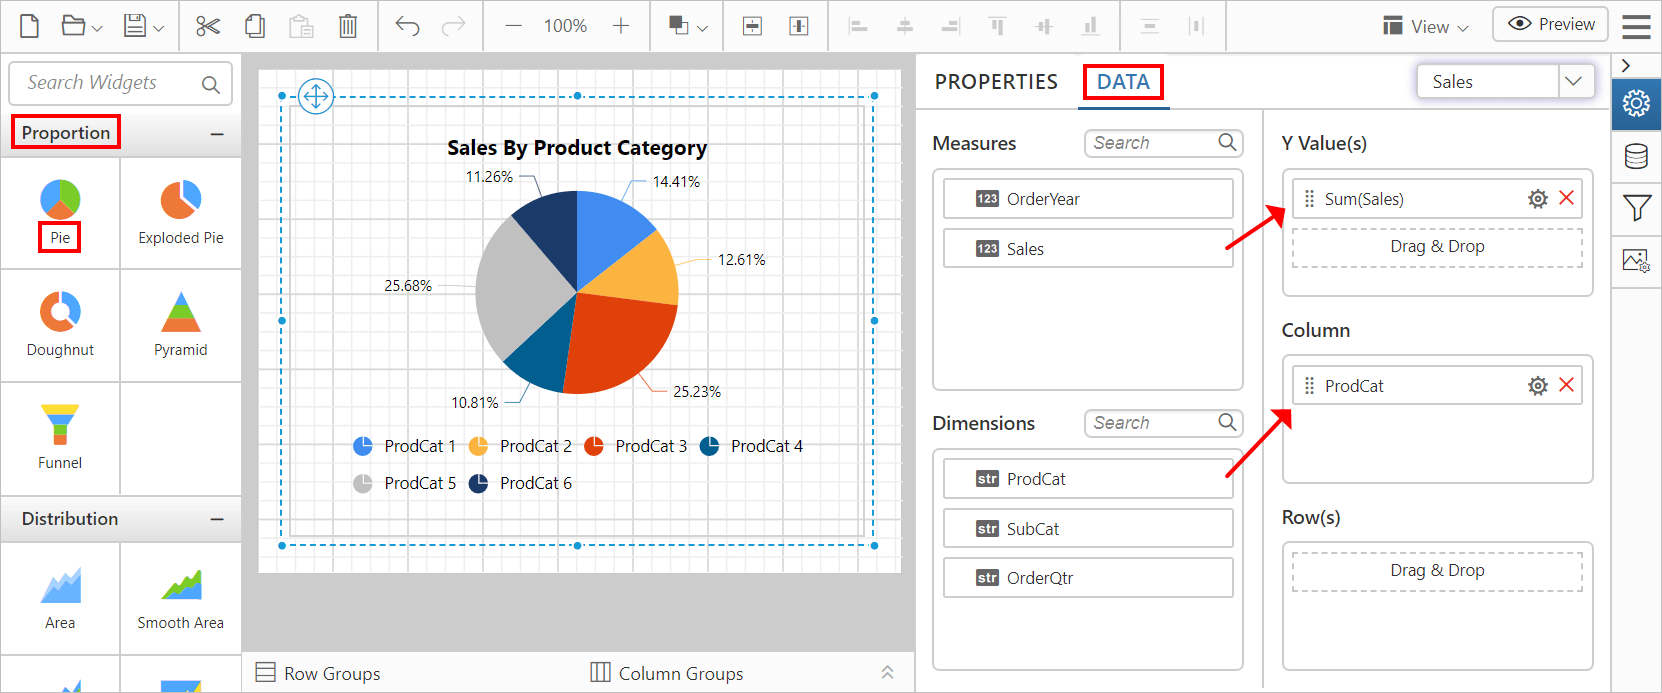 100%
View
Preview
Search Widgets
Proportion
Pie
Exploded Pie
Doughnut
Pyramid
Funnel
Distribution
Area
Smooth Area
Sales By Product Category
11.26%
14.41%
12.61%
25.68%
25.23%
10.81%
ProdCat 1
ProdCat 2
ProdCat 3
ProdCat 4
ProdCat 5
ProdCat 6
Row Groups
Column Groups
PROPERTIES
DATA
Sales
Measures
Search
123 OrderYear
123 Sales
Dimensions
Search
str ProdCat
str SubCat
str OrderQtr
Y Value(s)
Sum(Sales)
Drag & Drop
Column
ProdCat
Row(s)
Drag & Drop